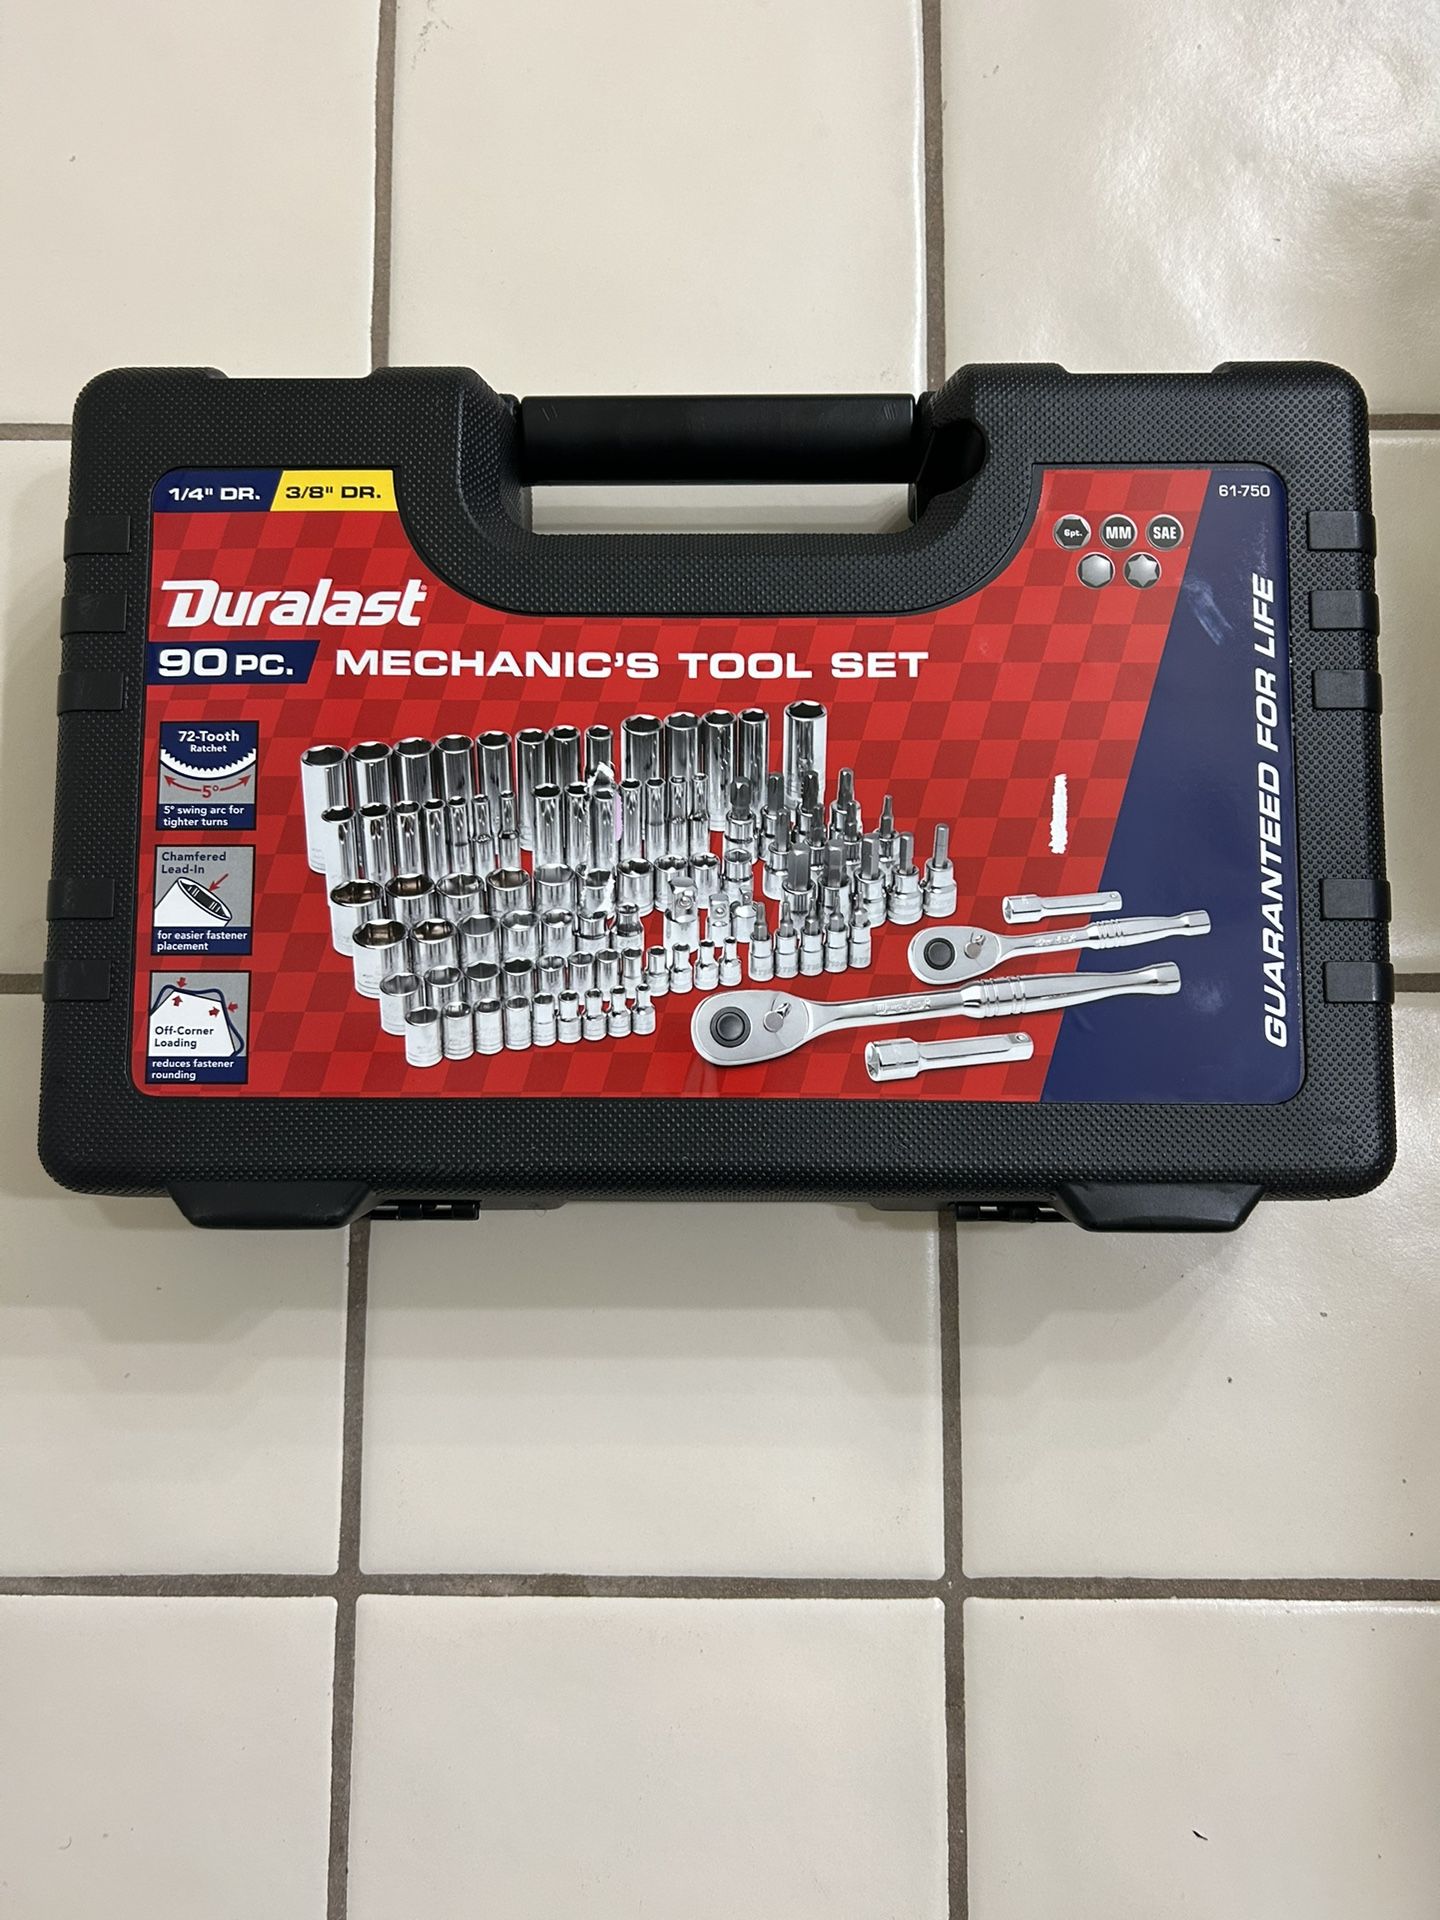 1/4" DR. 3/8" DR.
61-750
6pt. MM SAE
Duralast
90 PC. MECHANIC'S TOOL SET
72-Tooth
Ratchet
5°
5° swing arc for
tighter turns
Chamfered
Lead-In
for easier fastener
placement
Off-Corner
Loading
reduces fastener
rounding
GUARANTEED FOR LIFE